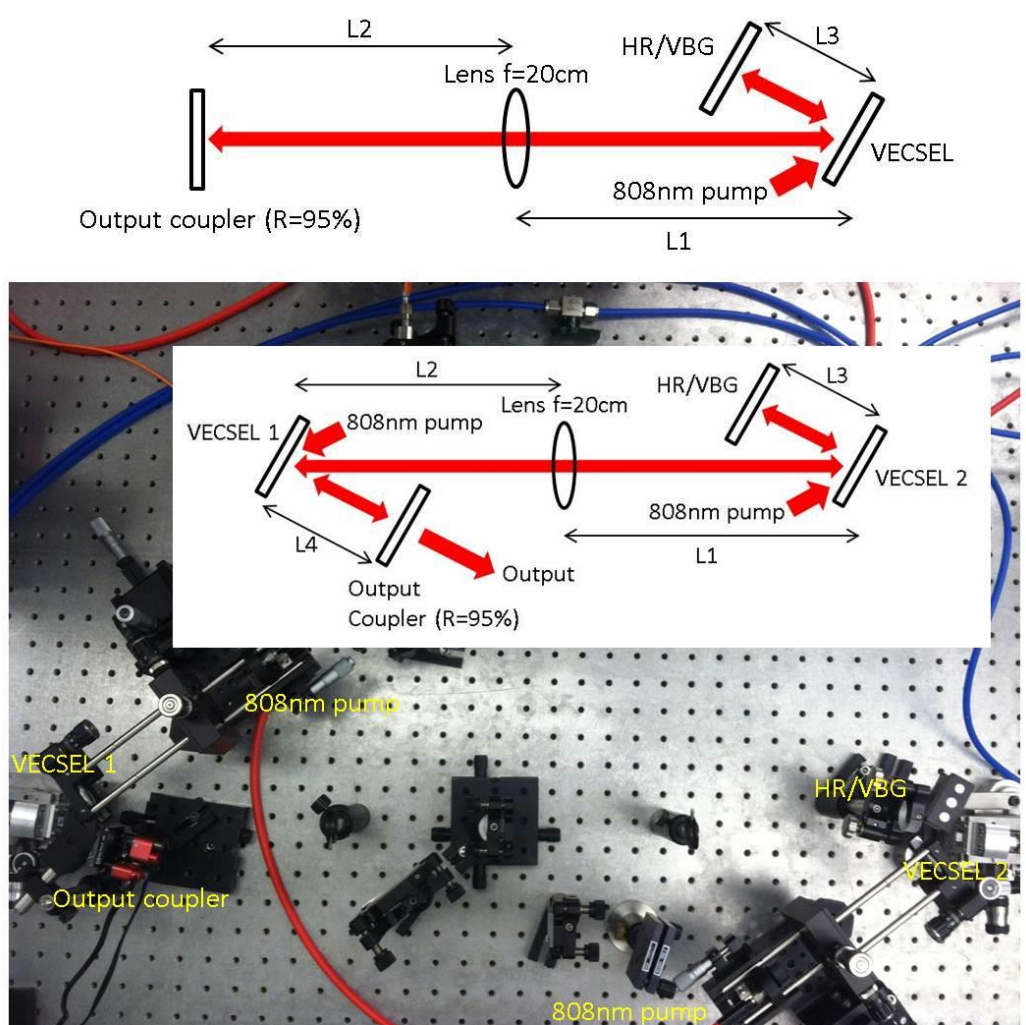 L2
Lens f=20cm
HR/VBG
L3
VECSEL
808nm pump
Output coupler (R=95%)
L1
L2
HR/VBG
L3
Lens f=20cm
VECSEL 1
808nm pump
VECSEL 2
808nm pump
L4
L1
Output
Output
Coupler (R=95%)
808nm pump
VECSEL 1
HR/VBG
VECSEL 2
Output coupler
808nm pump